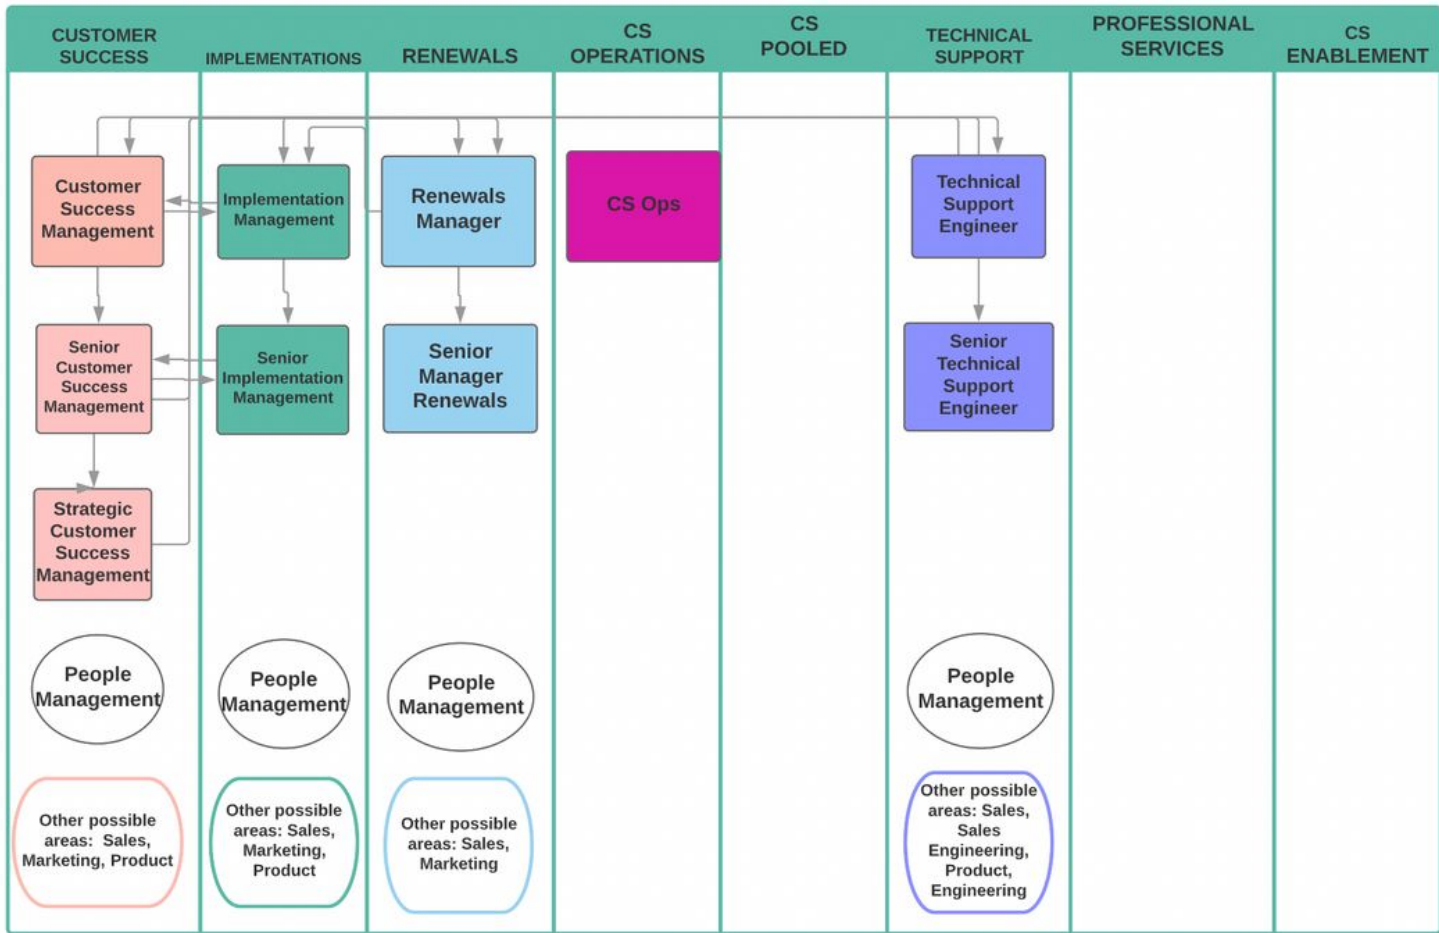 CUSTOMER
SUCCESS
IMPLEMENTATIONS
RENEWALS
CS
OPERATIONS
CS
POOLED
TECHNICAL
SUPPORT
PROFESSIONAL
SERVICES
CS
ENABLEMENT
Customer
Success
Management
Implementation
Management
Renewals
Manager
CS Ops
Technical
Support
Engineer
Senior
Customer
Success
Management
Senior
Implementation
Management
Senior
Manager
Renewals
Senior
Technical
Support
Engineer
Strategic
Customer
Success
Management
People
Management
People
Management
People
Management
People
Management
Other possible
areas: Sales,
Marketing, Product
Other possible
areas: Sales,
Marketing,
Product
Other possible
areas: Sales,
Marketing
Other possible
areas: Sales,
Sales
Engineering,
Product,
Engineering